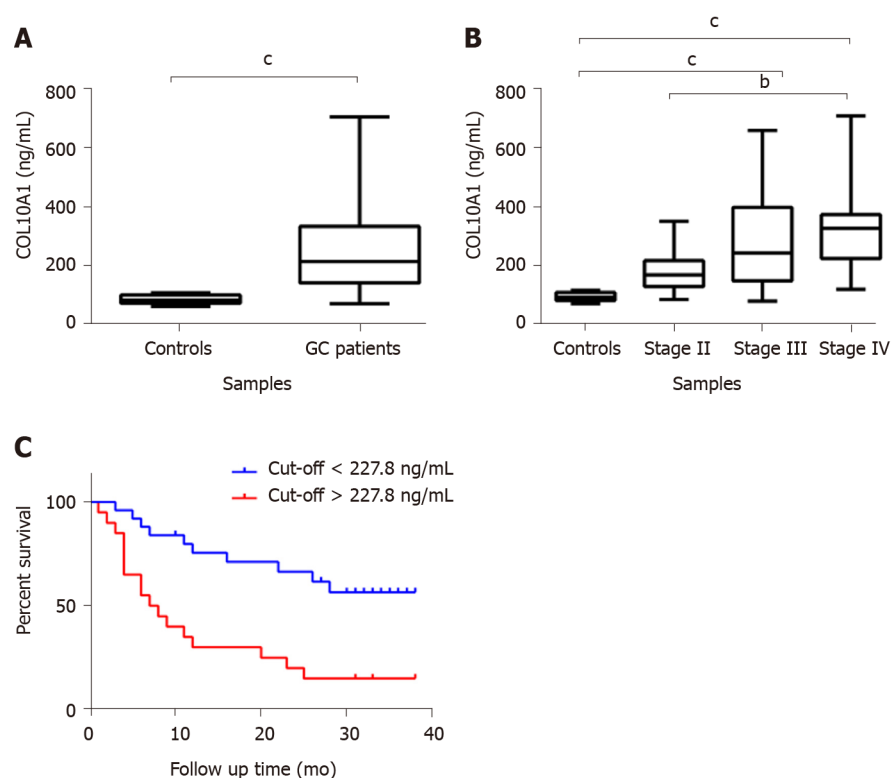 A
c
COL10A1 (ng/mL)
800
600
400
200
0
Controls
GC patients
Samples
B
c
c
b
COL10A1 (ng/mL)
800
600
400
200
0
Controls
Stage II
Stage III
Stage IV
Samples
C
Cut-off < 227.8 ng/mL
Cut-off > 227.8 ng/mL
Percent survival
100
50
0
0
10
20
30
40
Follow up time (mo)